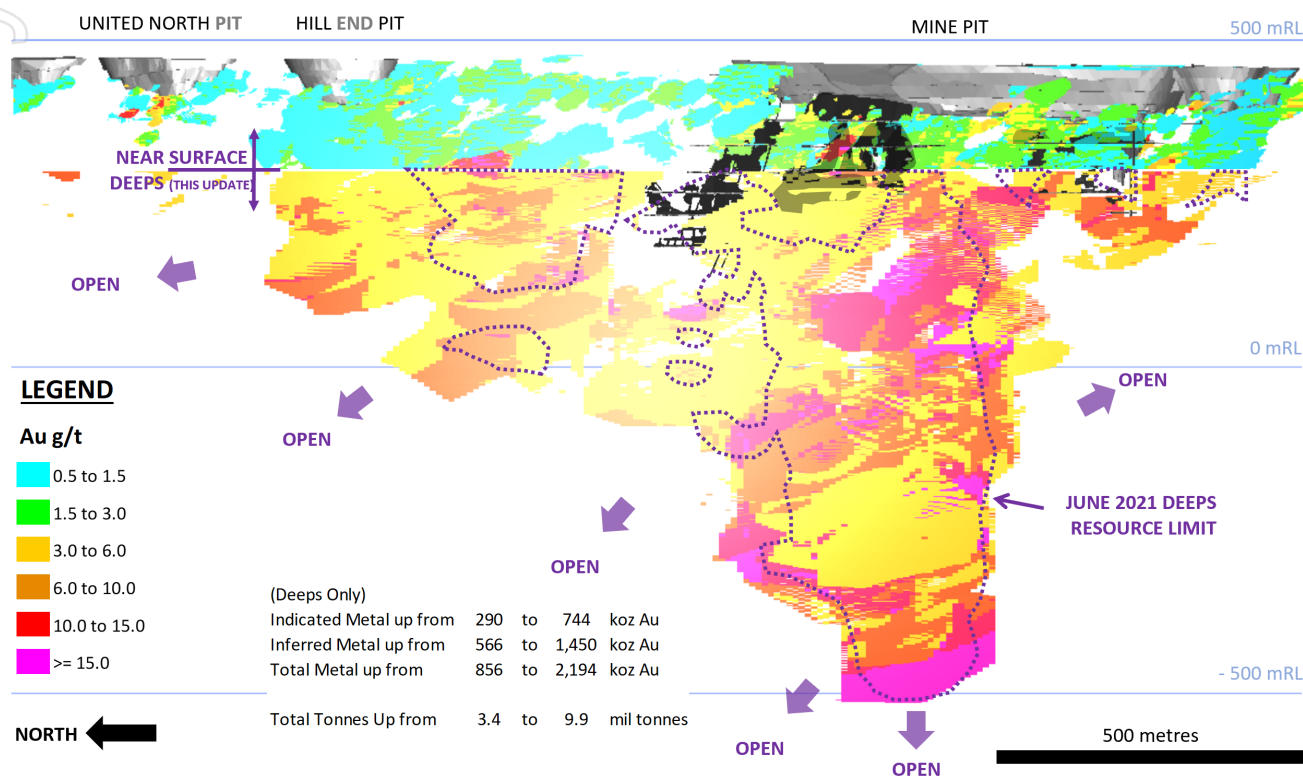 UNITED NORTH PIT
HILL END PIT
MINE PIT
500 mRL
NEAR SURFACE
DEEPS (THIS UPDATE)
OPEN
0 mRL
LEGEND
Au g/t
0.5 to 1.5
1.5 to 3.0
3.0 to 6.0
6.0 to 10.0
10.0 to 15.0
>= 15.0
OPEN
OPEN
JUNE 2021 DEEPS
RESOURCE LIMIT
OPEN
(Deeps Only)
Indicated Metal up from 290 to 744 koz Au
Inferred Metal up from 566 to 1,450 koz Au
Total Metal up from 856 to 2,194 koz Au
Total Tonnes Up from 3.4 to 9.9 mil tonnes
- 500 mRL
NORTH
500 metres
OPEN
OPEN